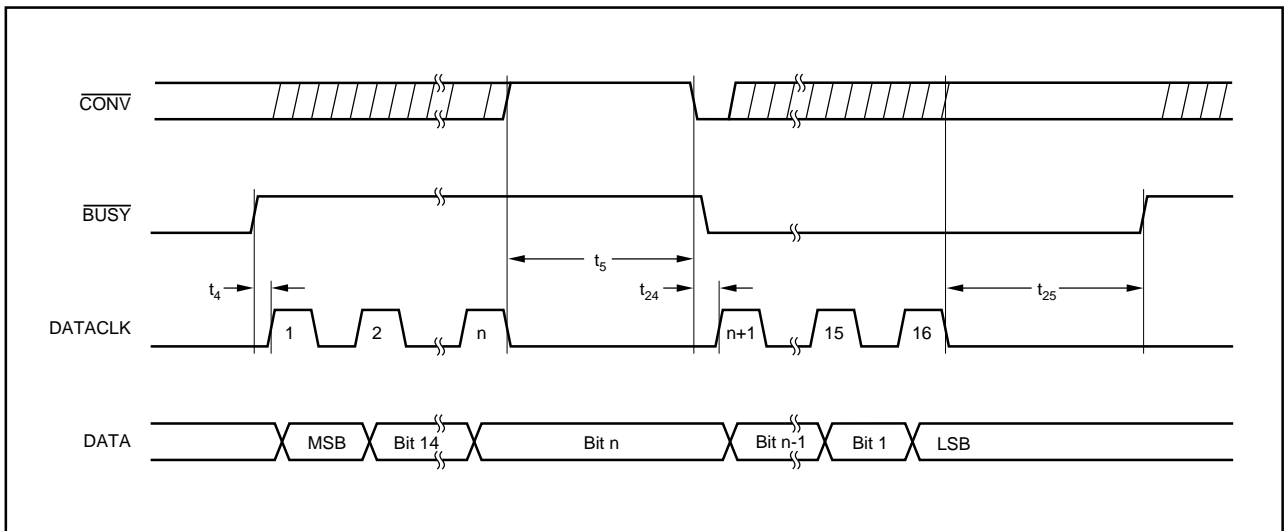 CONV
BUSY
t5
t4
t24
t25
DATACLK
1
2
n
n+1
15
16
DATA
MSB
Bit 14
Bit n
Bit n-1
Bit 1
LSB